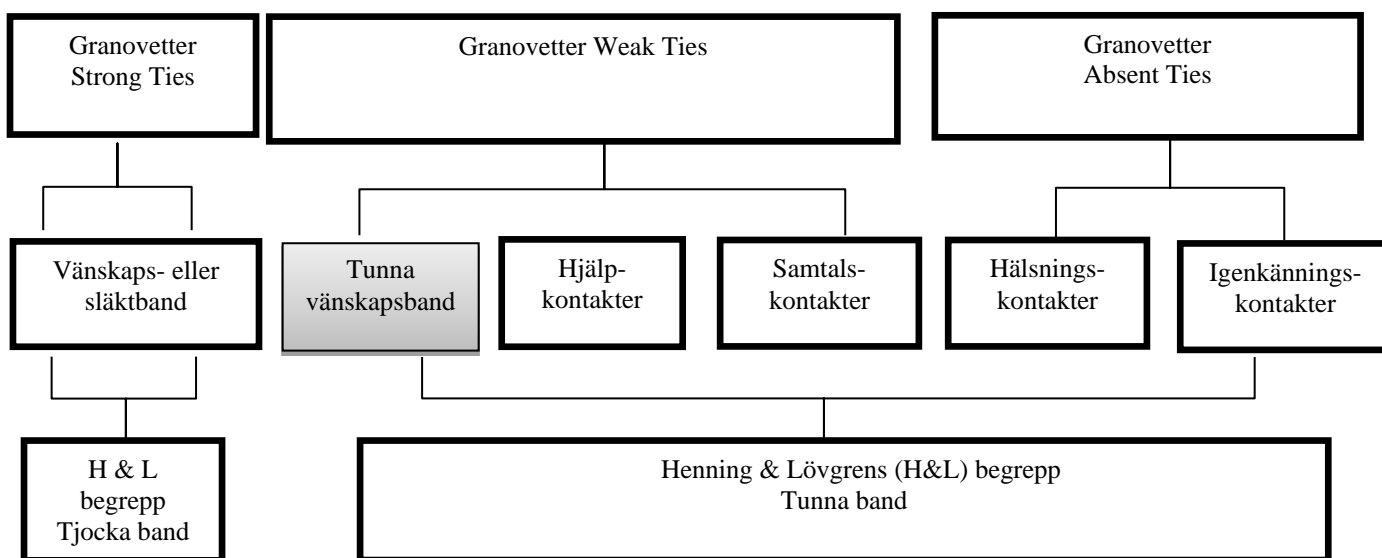 Granovetter
Strong Ties
Granovetter Weak Ties
Granovetter
Absent Ties
Vänskaps- eller
släktband
Tunna
vänskapsband
Hjälp-
kontakter
Samtals-
kontakter
Hälsnings-
kontakter
Igenkännings-
kontakter
H & L
begrepp
Tjocka band
Henning & Lövgrens (H&L) begrepp
Tunna band